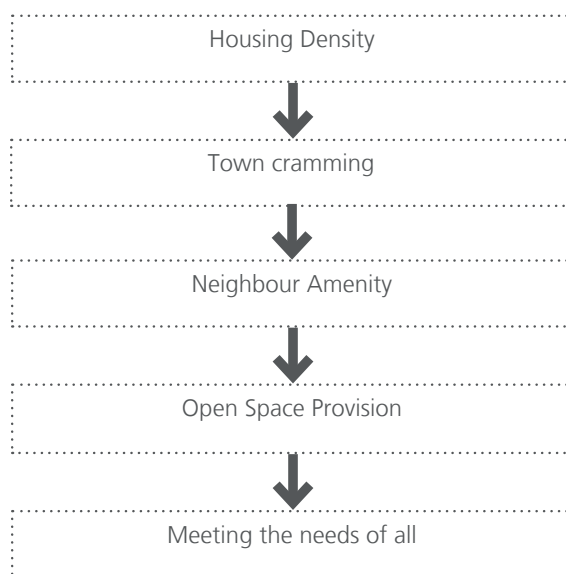 Housing Density
Town cramming
Neighbour Amenity
Open Space Provision
Meeting the needs of all